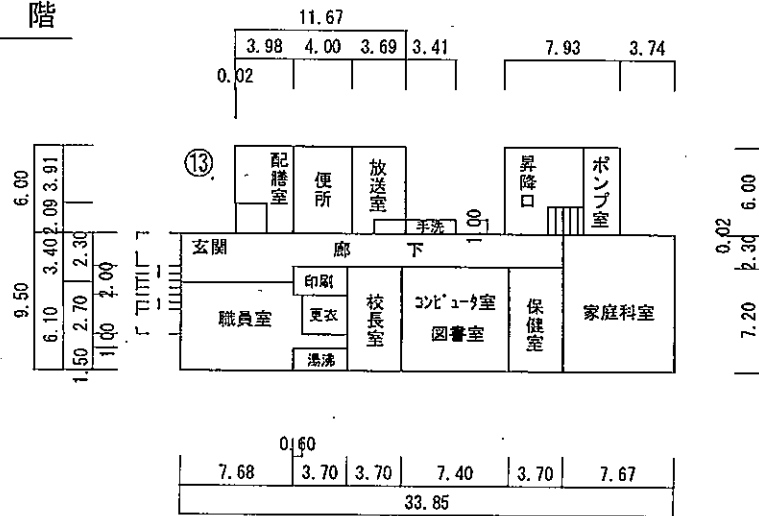 階
11.67
3.98 4.00 3.69 3.41 7.93 3.74
0.02
⑬
配膳室
便所
放送室
昇降口
ポンプ室
手洗
1.00
玄関 廊下
印刷
職員室
更衣
湯沸
校長室
コンピュータ室
図書室
保健室
家庭科室
6.00
3.91
2.09
9.50
3.40
6.10
2.30
2.70
1.50
2.00
1.00
6.00
0.02
2.30
7.20
0.60
7.68 3.70 3.70 7.40 3.70 7.67
33.85